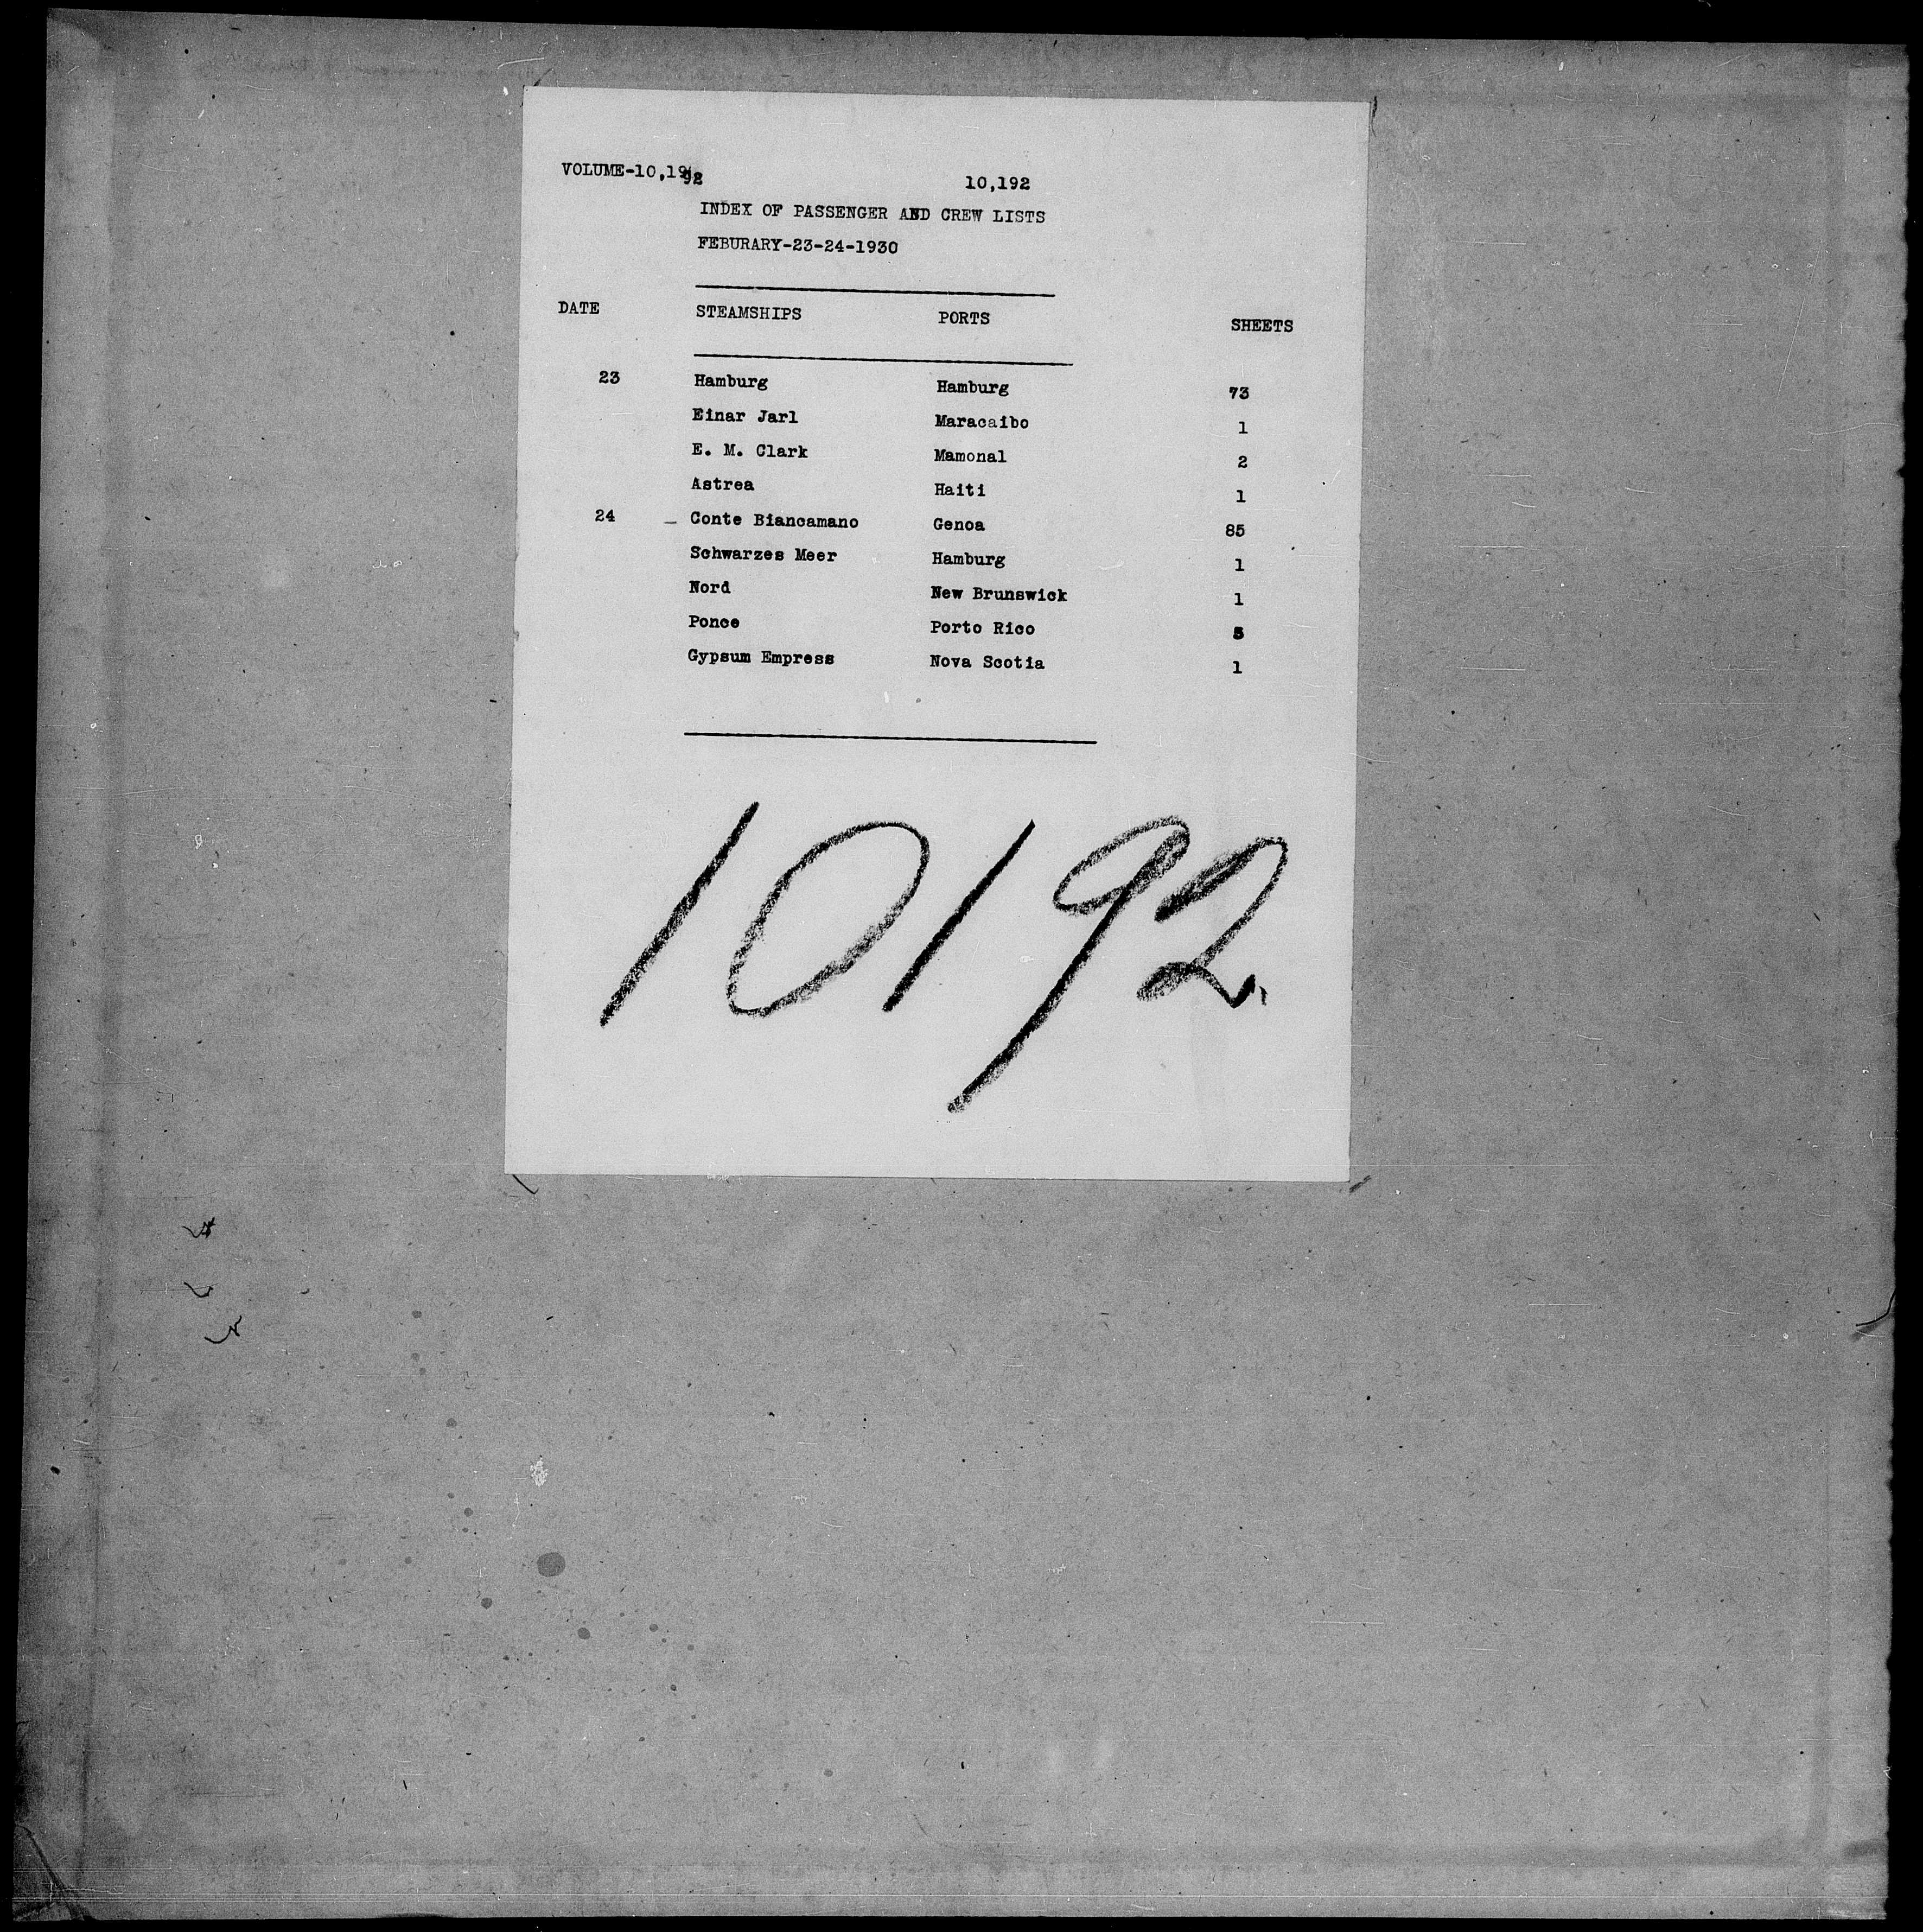 VOLUME-10,192 10,192
INDEX OF PASSENGER AND CREW LISTS
FEBURARY-23-24-1930
DATE STEAMSHIPS PORTS SHEETS
23 Hamburg Hamburg 73
Einar Jarl Maracaibo 1
E. M. Clark Mamonal 2
Astrea Haiti 1
24 Conte Biancamano Genoa 85
Schwarzes Meer Hamburg 1
Nord New Brunswick 1
Ponce Porto Rico
Gypsum Empress Nova Scotia 1
10192